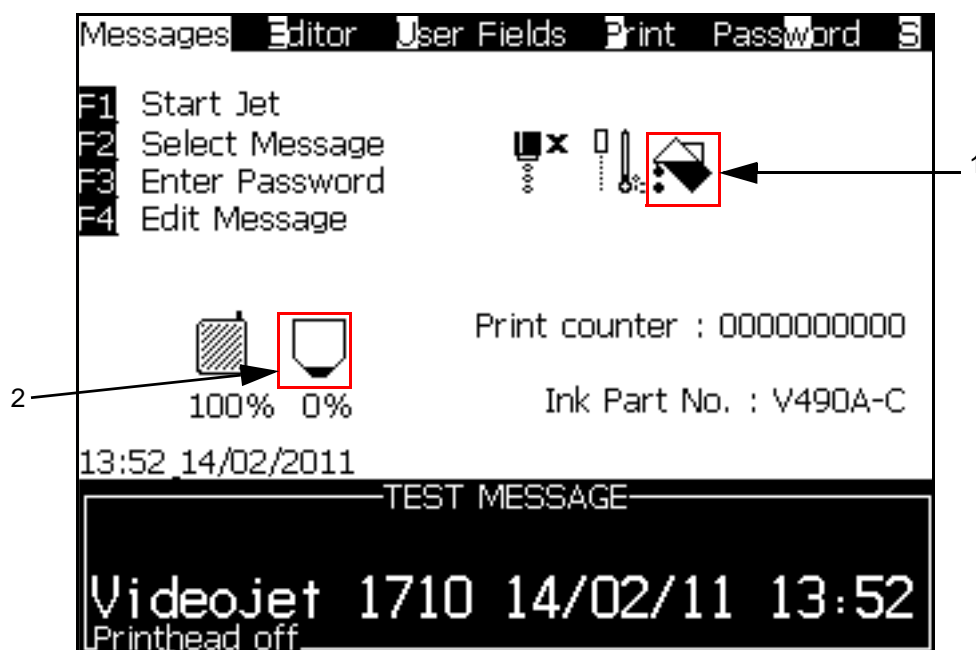 Messages Editor User Fields Print Password S
F1 Start Jet
F2 Select Message
F3 Enter Password
F4 Edit Message
1
Print counter : 0000000000
2
100% 0%
Ink Part No. : V490A-C
13:52 14/02/2011
TEST MESSAGE
Videojet 1710 14/02/11 13:52
Printhead off